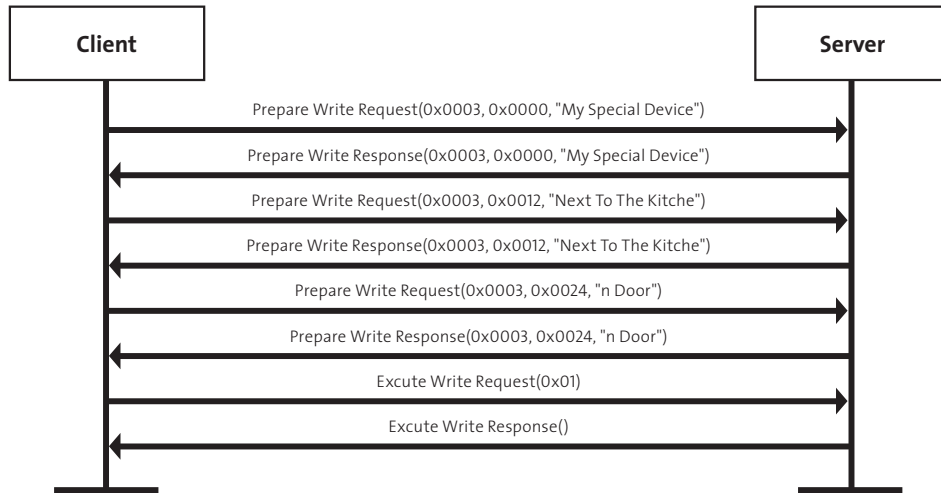 Client
Server
Prepare Write Request(0x0003, 0x0000, "My Special Device")
Prepare Write Response(0x0003, 0x0000, "My Special Device")
Prepare Write Request(0x0003, 0x0012, "Next To The Kitche")
Prepare Write Response(0x0003, 0x0012, "Next To The Kitche")
Prepare Write Request(0x0003, 0x0024, "n Door")
Prepare Write Response(0x0003, 0x0024, "n Door")
Excute Write Request(0x01)
Excute Write Response()